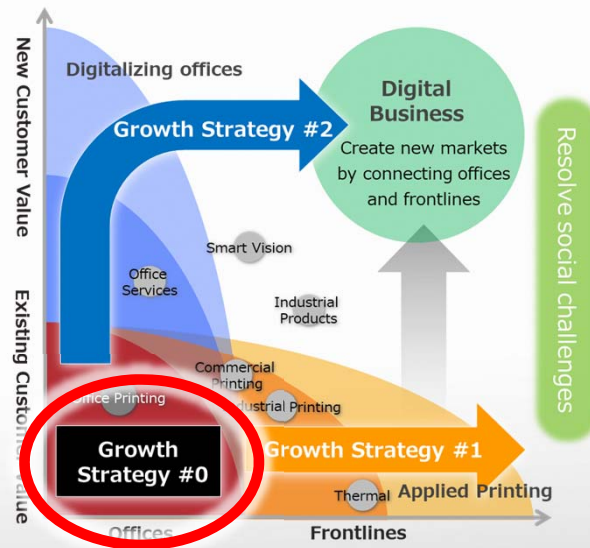 New Customer Value
Existing Customer Value
Digitalizing offices
Growth Strategy #2
Digital
Business
Create new markets
by connecting offices
and frontlines
Resolve social challenges
Smart Vision
Office
Services
Industrial
Products
Commercial
Printing
Office Printing
Industrial Printing
Growth
Strategy #0
Growth Strategy #1
Thermal
Applied Printing
Offices
Frontlines